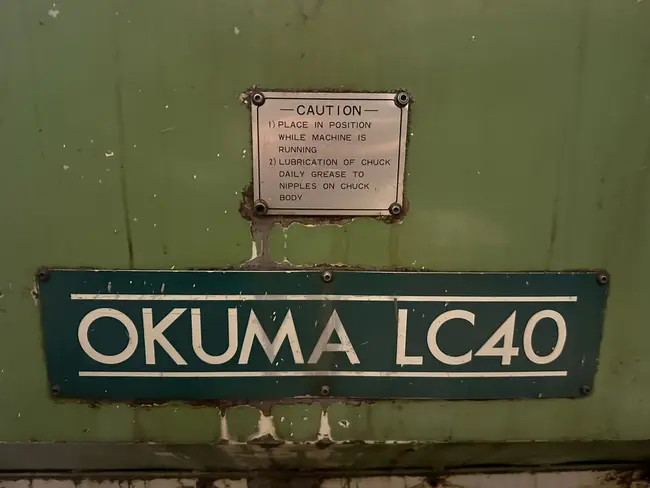 —CAUTION—
1) PLACE IN POSITION
WHILE MACHINE IS
RUNNING
2) LUBRICATION OF CHUCK
DAILY GREASE TO
NIPPLES ON CHUCK
BODY
OKUMA LC40